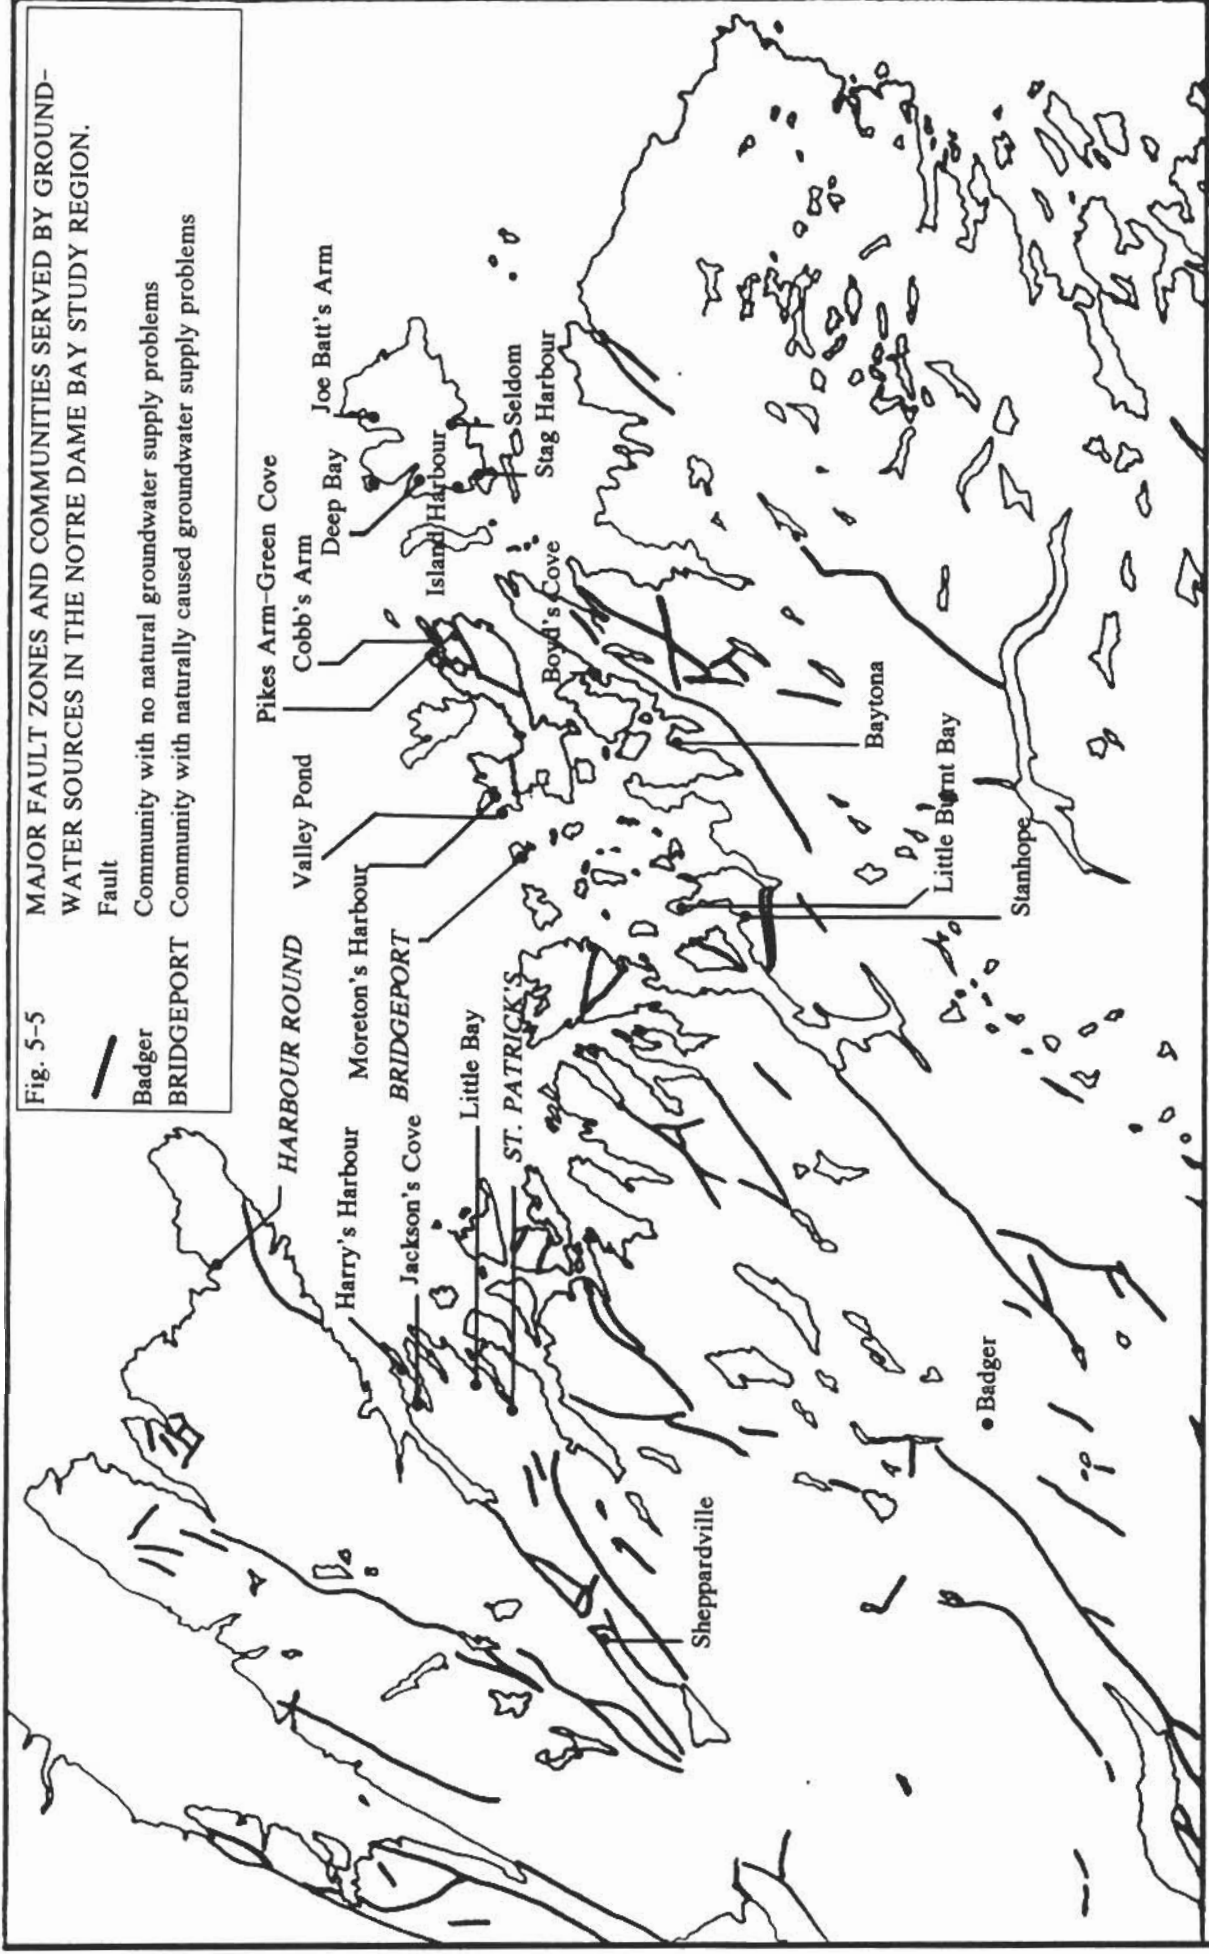 Fig. 5-5 MAJOR FAULT ZONES AND COMMUNITIES SERVED BY GROUND-
WATER SOURCES IN THE NOTRE DAME BAY STUDY REGION.
Fault
Badger Community with no natural groundwater supply problems
BRIDGEPORT Community with naturally caused groundwater supply problems
HARBOUR ROUND
Pikes Arm-Green Cove
Cobb's Arm
Joe Batt's Arm
Deep Bay
Valley Pond
Harry's Harbour
Moreton's Harbour
Jackson's Cove
BRIDGEPORT
Island Harbour
Little Bay
Seldom
ST. PATRICK'S
Stag Harbour
Boyd's Cove
Sheppardville
Baytona
Little Burnt Bay
Badger
Stanhope